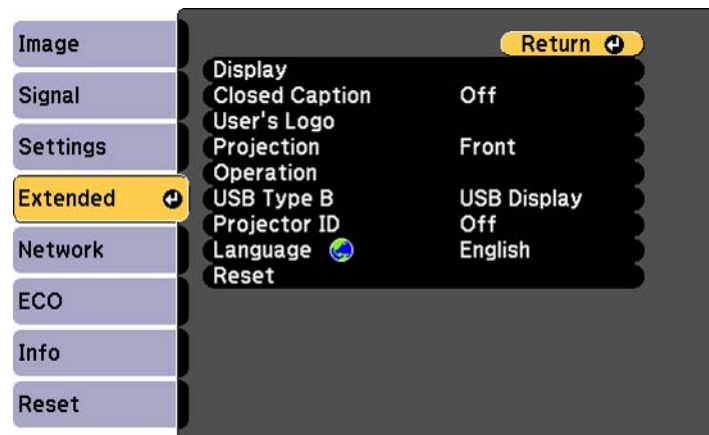 Image
Signal
Settings
Extended
Network
ECO
Info
Reset
Return
Display
Closed Caption Off
User's Logo
Projection Front
Operation
USB Type B USB Display
Projector ID Off
Language English
Reset